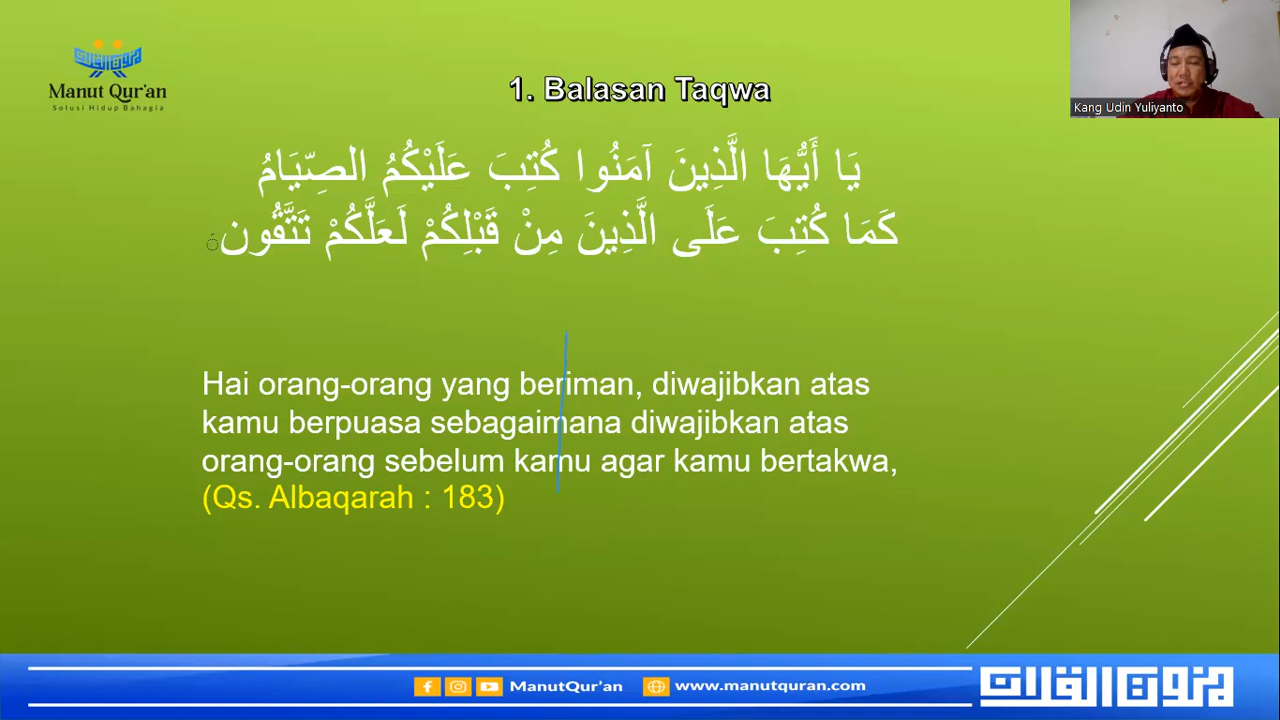 Manut Qur'an
Solusi Hidup Bahagia
1. Balasan Taqwa
Kang Udin Yuliyanto
يَا أَيُّهَا الَّذِينَ آمَنُوا كُتِبَ عَلَيْكُمُ الصِّيَامُ
كَمَا كُتِبَ عَلَى الَّذِينَ مِنْ قَبْلِكُمْ لَعَلَّكُمْ تَتَّقُونَ
Hai orang-orang yang beriman, diwajibkan atas
kamu berpuasa sebagaimana diwajibkan atas
orang-orang sebelum kamu agar kamu bertakwa,
(Qs. Albaqarah : 183)
ManutQur'an
www.manutquran.com